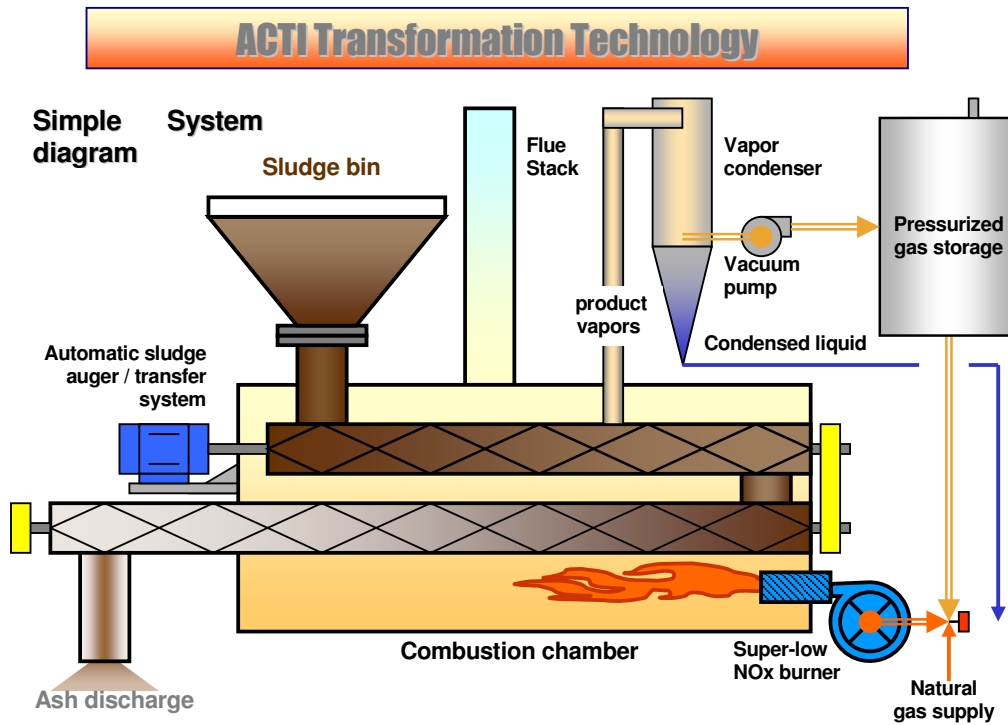 ACTI Transformation Technology
Simple System
diagram
Sludge bin
Flue
Stack
Vapor
condenser
Pressurized
gas storage
Vacuum
pump
product
vapors
Condensed liquid
Automatic sludge
auger / transfer
system
Combustion chamber
Super-low
NOx burner
Natural
gas supply
Ash discharge